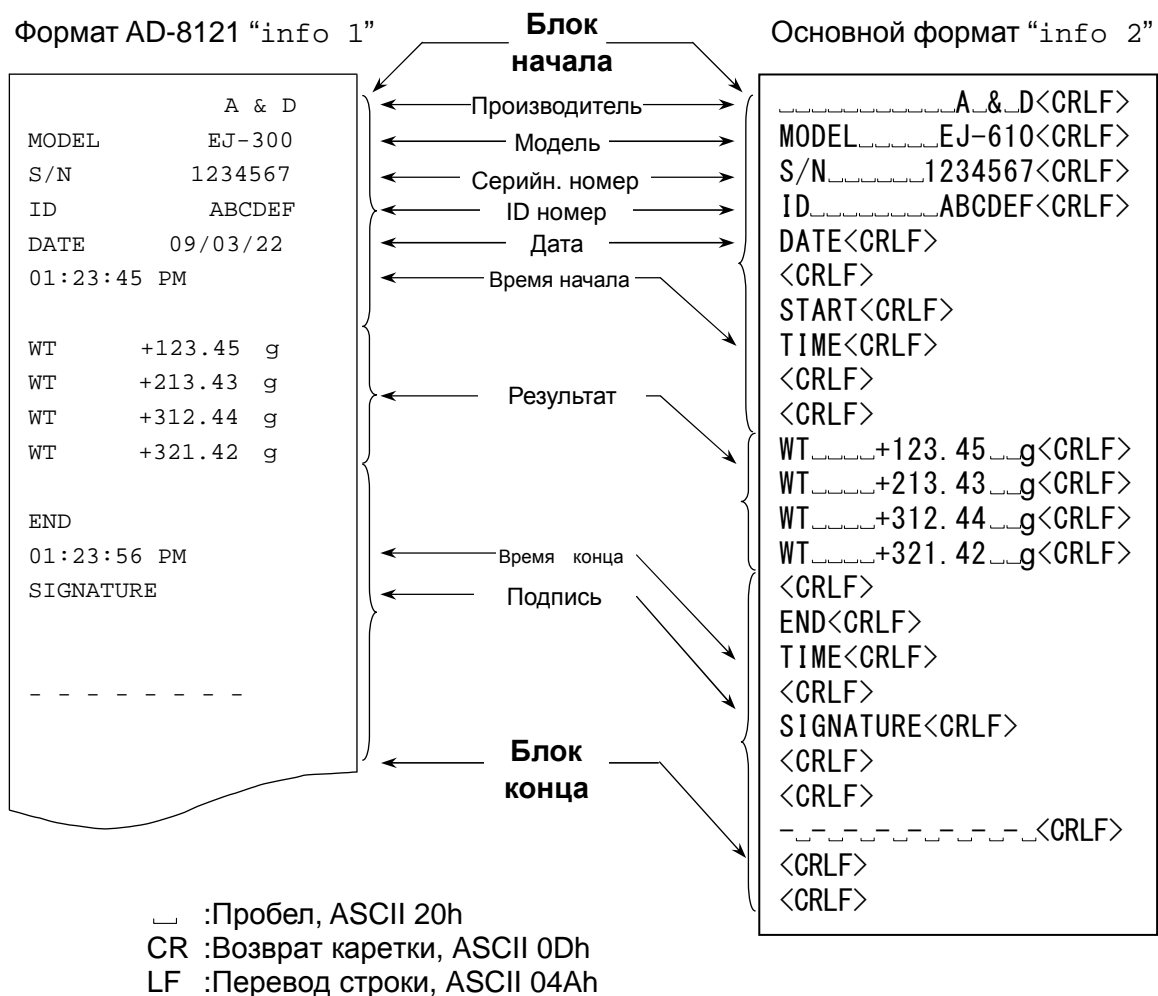 Формат AD-8121 “info 1”
Блок
начала
Основной формат “info 2”
A & D
MODEL EJ-300
S/N 1234567
ID ABCDEF
DATE 09/03/22
01:23:45 PM
WT +123.45 g
WT +213.43 g
WT +312.44 g
WT +321.42 g
END
01:23:56 PM
SIGNATURE
- - - - - - - -
Производитель
Модель
Серийн. номер
ID номер
Дата
Время начала
Результат
Время конца
Подпись
Блок
конца
␣␣␣␣␣␣␣␣␣␣␣A␣&␣D<CRLF>
MODEL␣␣␣␣␣EJ-610<CRLF>
S/N␣␣␣␣␣␣1234567<CRLF>
ID␣␣␣␣␣␣␣␣ABCDEF<CRLF>
DATE<CRLF>
<CRLF>
START<CRLF>
TIME<CRLF>
<CRLF>
<CRLF>
WT␣␣␣␣+123.45␣␣g<CRLF>
WT␣␣␣␣+213.43␣␣g<CRLF>
WT␣␣␣␣+312.44␣␣g<CRLF>
WT␣␣␣␣+321.42␣␣g<CRLF>
<CRLF>
END<CRLF>
TIME<CRLF>
<CRLF>
SIGNATURE<CRLF>
<CRLF>
<CRLF>
-␣-␣-␣-␣-␣-␣-␣-␣<CRLF>
<CRLF>
<CRLF>
␣ :Пробел, ASCII 20h
CR :Возврат каретки, ASCII 0Dh
LF :Перевод строки, ASCII 04Ah